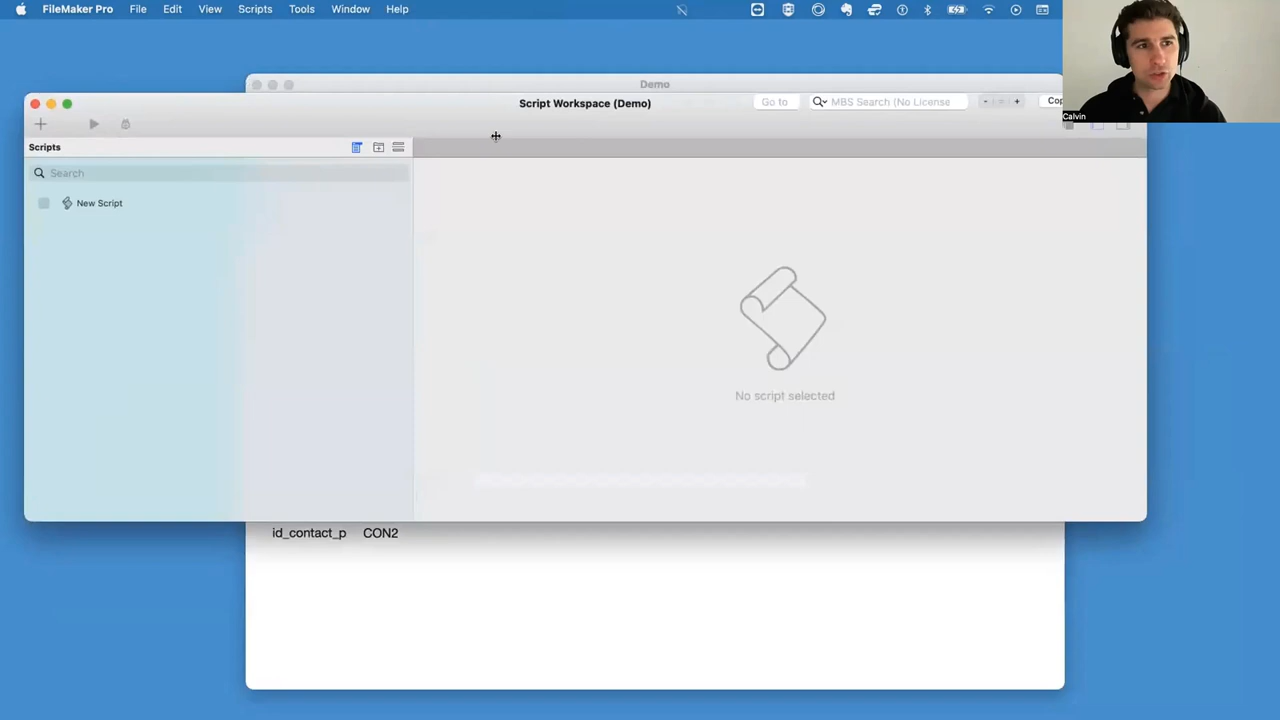 FileMaker Pro File Edit View Scripts Tools Window Help
Demo
Script Workspace (Demo)
Go to
MBS Search (No License
Cop
Calvin
Scripts
Search
New Script
No script selected
id_contact_p CON2